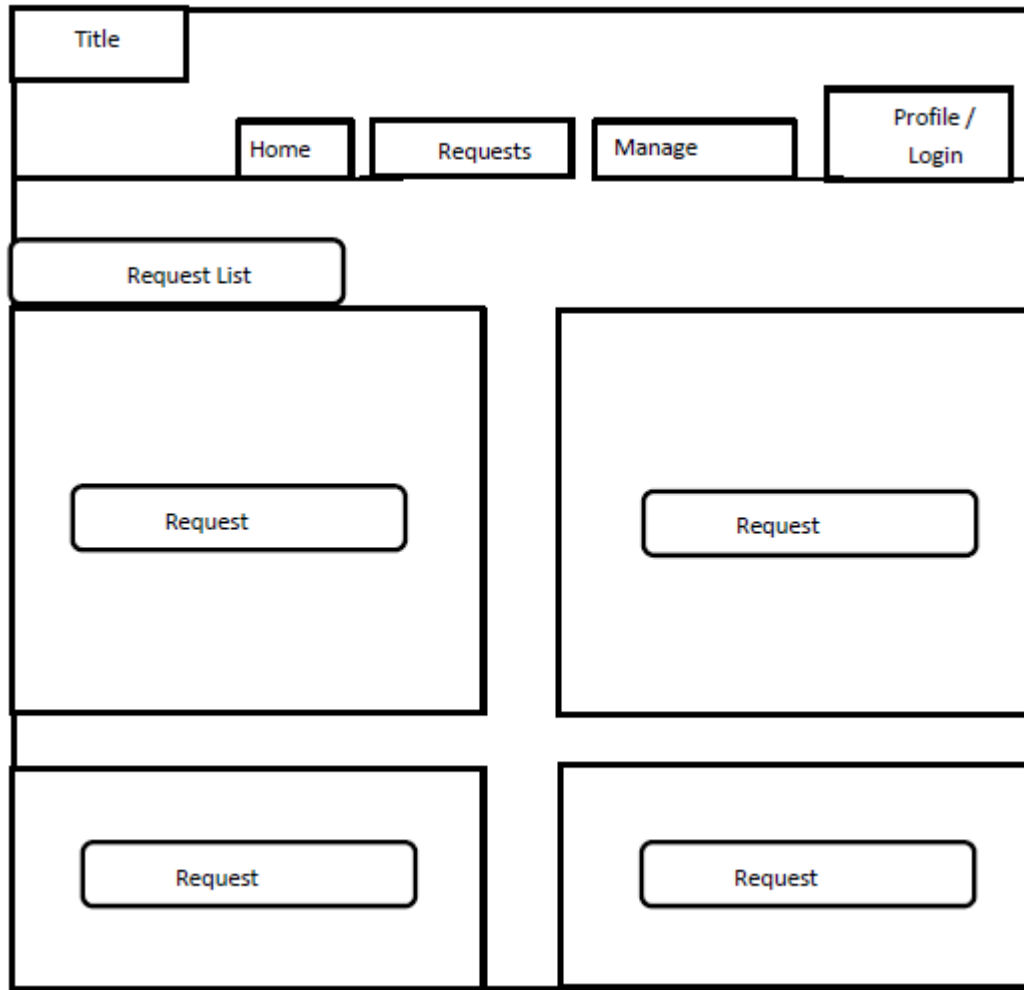 Title
Home
Requests
Manage
Profile /
Login
Request List
Request
Request
Request
Request